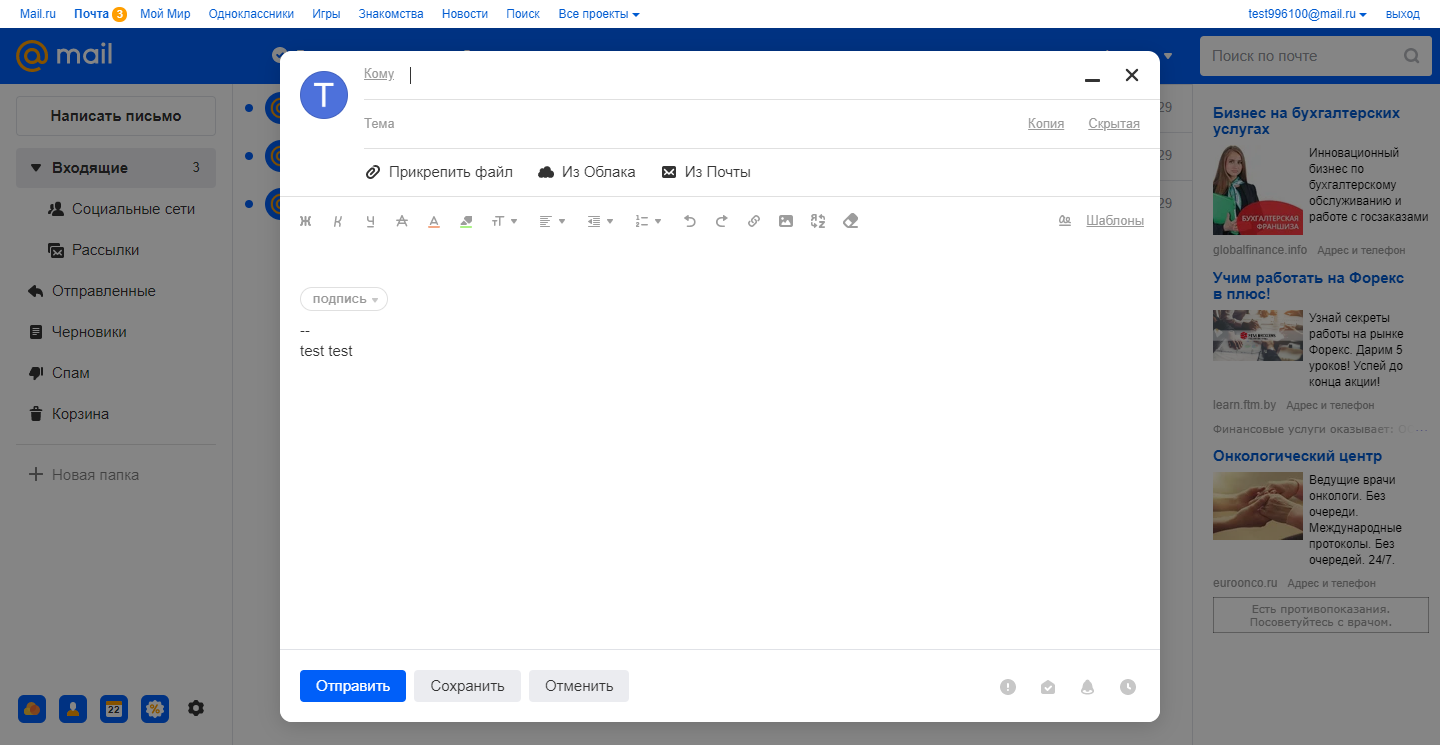 Mail.ru Почта 3 Мой Мир Одноклассники Игры Знакомства Новости Поиск Все проекты test996100@mail.ru выход
@mail
Поиск по почте
Написать письмо
Входящие 3
Социальные сети
Рассылки
Отправленные
Черновики
Спам
Корзина
Новая папка
22
T
Кому
Тема Копия Скрытая
Прикрепить файл Из Облака Из Почты
Ж К Ч А А тТ Шаблоны
ПОДПИСЬ
--
test test
Отправить Сохранить Отменить
29
29
29
Бизнес на бухгалтерских
услугах
Инновационный
бизнес по
бухгалтерскому
обслуживанию и
работе с госзаказами
БУХГАЛТЕРСКАЯ
ФРАНШИЗА
globalfinance.info Адрес и телефон
Учим работать на Форекс
в плюс!
Узнай секреты
работы на рынке
Форекс. Дарим 5
уроков! Успей до
конца акции!
learn.ftm.by Адрес и телефон
Финансовые услуги оказывает: О ...
Онкологический центр
Ведущие врачи
онкологи. Без
очереди.
Международные
протоколы. Без
очередей. 24/7.
euroonco.ru Адрес и телефон
Есть противопоказания.
Посоветуйтесь с врачом.